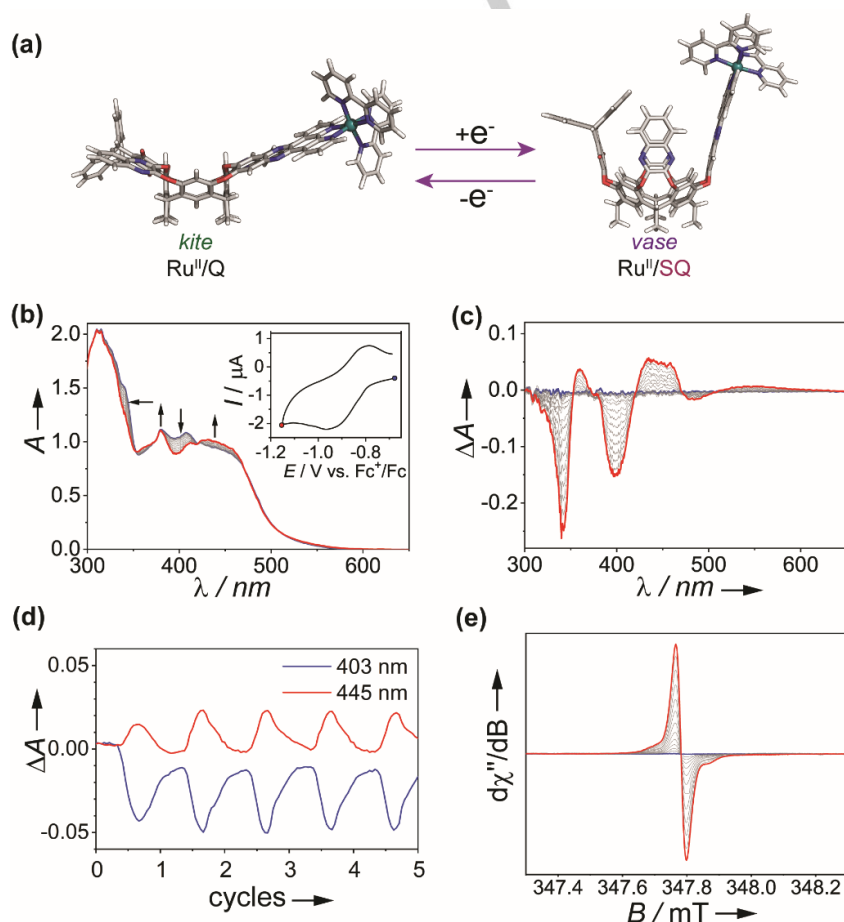 (a)
+e⁻
-e⁻
kite
Ruᴵᴵ/Q
vase
Ruᴵᴵ/SQ
(b)
2.0
1.5
1.0
0.5
0.0
A
300 400 500 600
λ / nm
1
0
-1
-2
I / μA
-1.2 -1.0 -0.8
E / V vs. Fc⁺/Fc
(c)
0.1
0.0
-0.1
-0.2
ΔA
300 400 500 600
λ / nm
(d)
0.05
0.00
-0.05
ΔA
403 nm
445 nm
0 1 2 3 4 5
cycles
(e)
dχ''/dB
347.4 347.6 347.8 348.0 348.2
B / mT